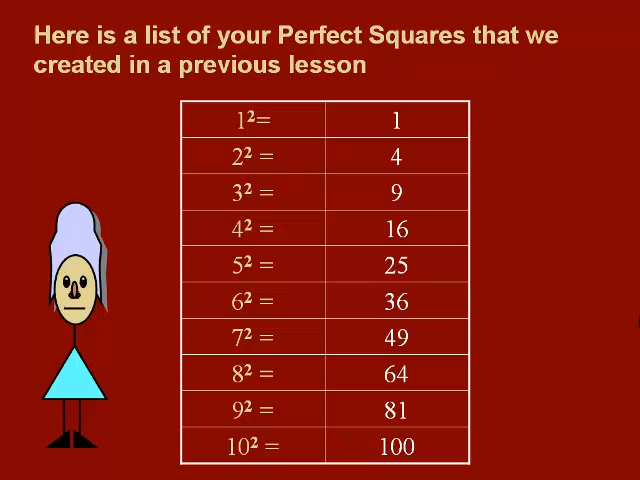 Here is a list of your Perfect Squares that we
created in a previous lesson
1²= 1
2² = 4
3² = 9
4² = 16
5² = 25
6² = 36
7² = 49
8² = 64
9² = 81
10² = 100